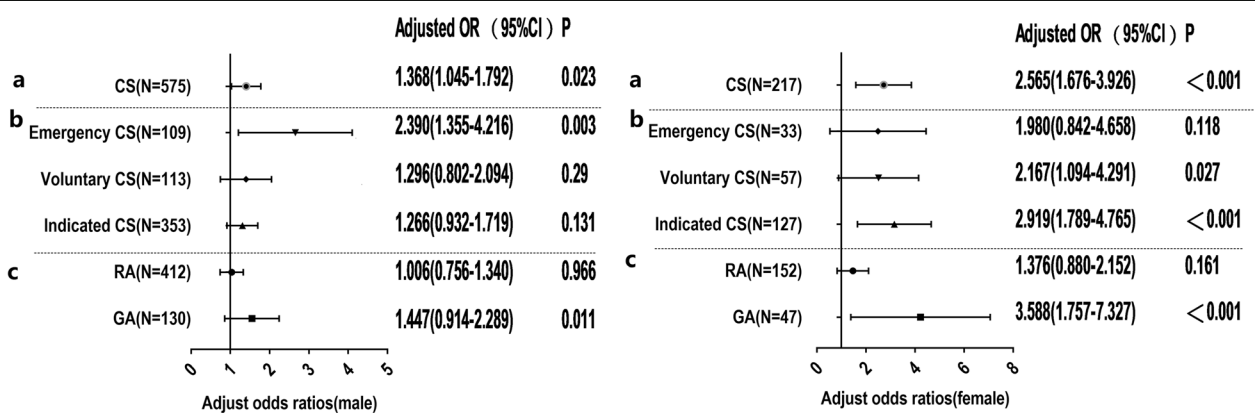 Adjusted OR （95%CI）P
a CS(N=575) 1.368(1.045-1.792) 0.023
b Emergency CS(N=109) 2.390(1.355-4.216) 0.003
Voluntary CS(N=113) 1.296(0.802-2.094) 0.29
Indicated CS(N=353) 1.266(0.932-1.719) 0.131
c RA(N=412) 1.006(0.756-1.340) 0.966
GA(N=130) 1.447(0.914-2.289) 0.011
0 1 2 3 4 5
Adjust odds ratios(male)
Adjusted OR （95%CI）P
a CS(N=217) 2.565(1.676-3.926) ＜0.001
b Emergency CS(N=33) 1.980(0.842-4.658) 0.118
Voluntary CS(N=57) 2.167(1.094-4.291) 0.027
Indicated CS(N=127) 2.919(1.789-4.765) ＜0.001
c RA(N=152) 1.376(0.880-2.152) 0.161
GA(N=47) 3.588(1.757-7.327) ＜0.001
0 2 4 6 8
Adjust odds ratios(female)